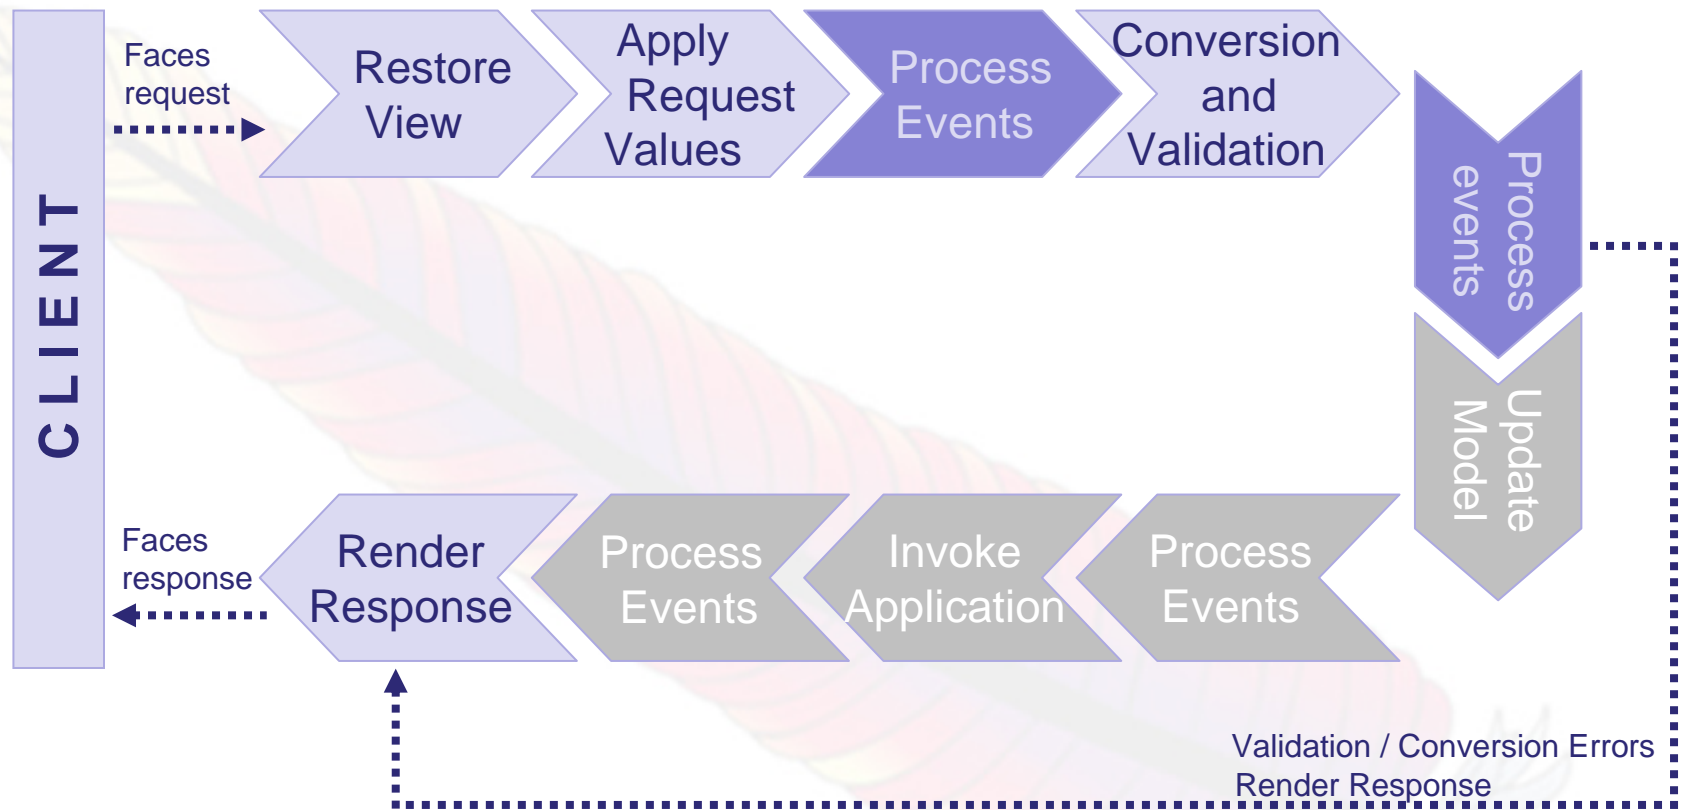 CLIENT
Faces
request
Restore
View
Apply
Request
Values
Process
Events
Conversion
and
Validation
Process
events
Update
Model
Process
Events
Invoke
Application
Process
Events
Render
Response
Faces
response
Validation / Conversion Errors
Render Response